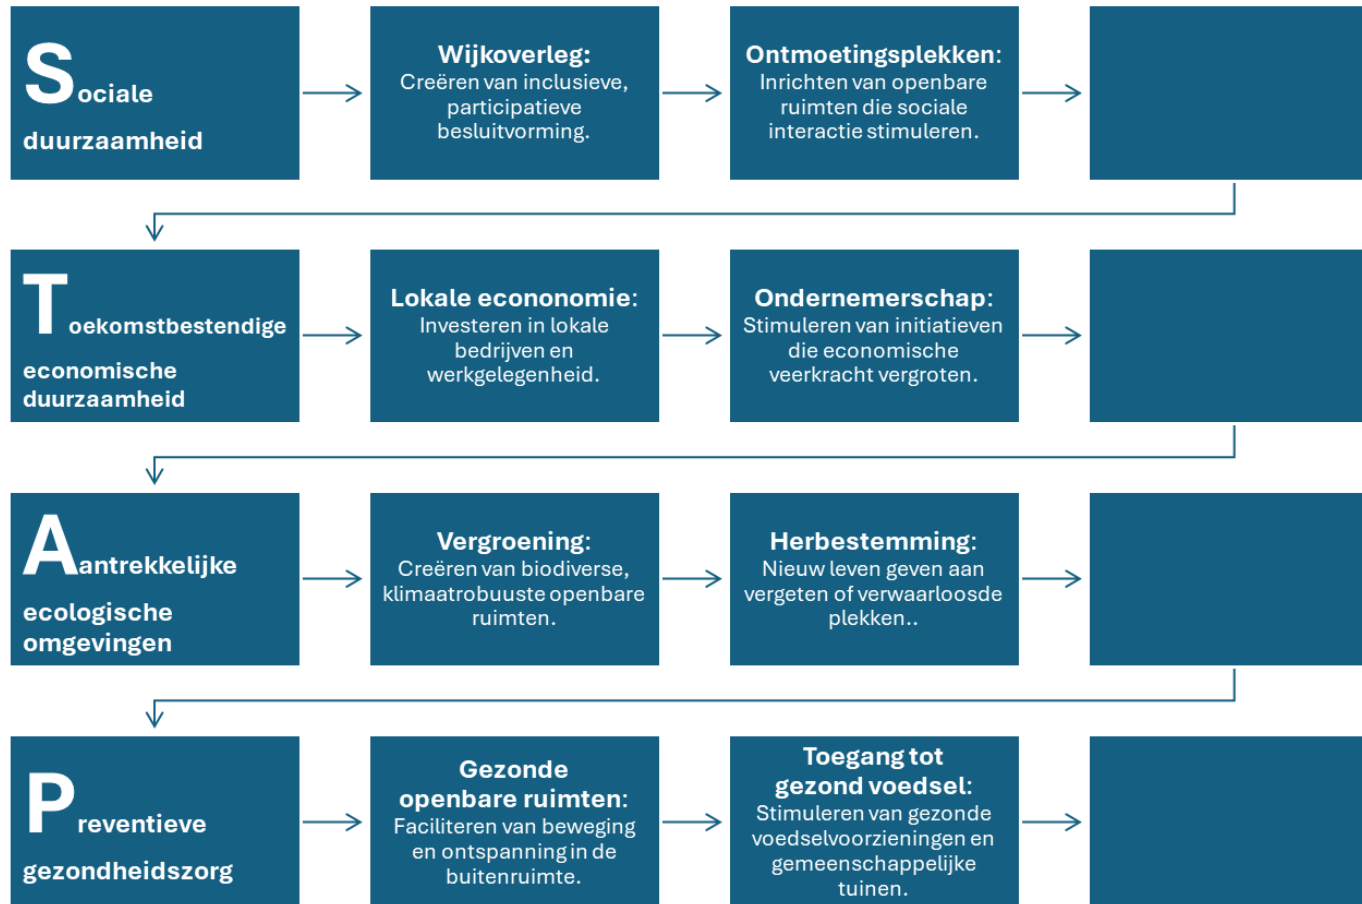 Sociale
duurzaamheid
Wijkoverleg:
Creëren van inclusieve,
participatieve
besluitvorming.
Ontmoetingsplekken:
Inrichten van openbare
ruimten die sociale
interactie stimuleren.
Toekomstbestendige
economische
duurzaamheid
Lokale econonomie:
Investeren in lokale
bedrijven en
werkgelegenheid.
Ondernemerschap:
Stimuleren van initiatieven
die economische
veerkracht vergroten.
Aantrekkelijke
ecologische
omgevingen
Vergroening:
Creëren van biodiverse,
klimaatrobuuste openbare
ruimten.
Herbestemming:
Nieuw leven geven aan
vergeten of verwaarloosde
plekken..
Preventieve
gezondheidszorg
Gezonde
openbare ruimten:
Faciliteren van beweging
en ontspanning in de
buitenruimte.
Toegang tot
gezond voedsel:
Stimuleren van gezonde
voedselvoorzieningen en
gemeenschappelijke
tuinen.